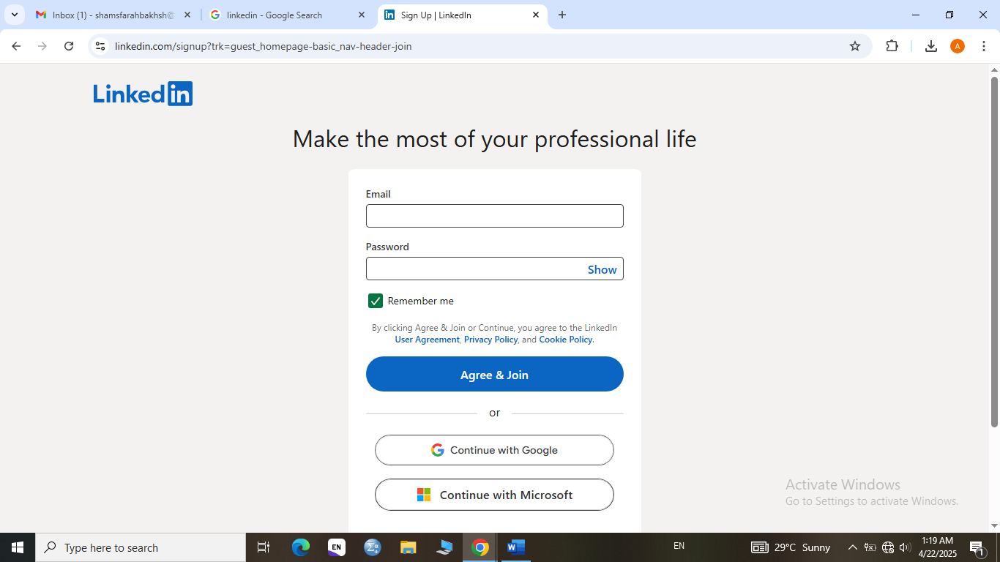 Inbox (1) - shamsfarahbakhsh@
linkedin - Google Search
Sign Up | LinkedIn
linkedin.com/signup?trk=guest_homepage-basic_nav-header-join
A
Linkedin
Make the most of your professional life
Email
Password
Show
Remember me
By clicking Agree & Join or Continue, you agree to the LinkedIn
User Agreement, Privacy Policy, and Cookie Policy.
Agree & Join
or
Continue with Google
Continue with Microsoft
Activate Windows
Go to Settings to activate Windows.
Type here to search
EN
EN
29°C Sunny
1:19 AM
4/22/2025
1